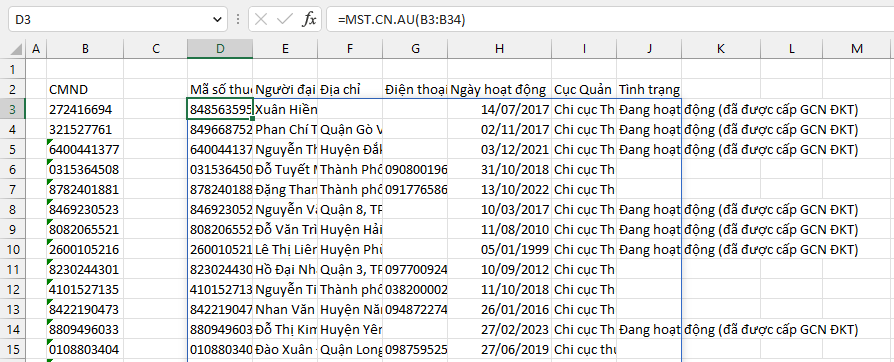 D3 fx =MST.CN.AU(B3:B34)
A B C D E F G H I J K L M
1
2 CMND Mã số thuế Người đại Địa chỉ Điện thoại Ngày hoạt động Cục Quản Tình trạng
3 272416694 848563595 Xuân Hiền 14/07/2017 Chi cục Th Đang hoạt động (đã được cấp GCN ĐKT)
4 321527761 849668752 Phan Chí T Quận Gò V 02/11/2017 Chi cục Th Đang hoạt động (đã được cấp GCN ĐKT)
5 6400441377 640044137 Nguyễn Th Huyện Đắk 03/12/2021 Chi cục Th Đang hoạt động (đã được cấp GCN ĐKT)
6 0315364508 031536450 Đỗ Tuyết M Thành Phố 090800196 31/10/2018 Chi cục Th
7 8782401881 878240188 Đặng Than Thành phố 091776586 13/10/2022 Chi cục Th
8 8469230523 846923052 Nguyễn Vă Quận 8, TP 10/03/2017 Chi cục Th Đang hoạt động (đã được cấp GCN ĐKT)
9 8082065521 808206552 Đỗ Văn Trì Huyện Hải 11/08/2010 Chi cục Th Đang hoạt động (đã được cấp GCN ĐKT)
10 2600105216 260010521 Lê Thị Liên Huyện Phù 05/01/1999 Chi cục Th Đang hoạt động (đã được cấp GCN ĐKT)
11 8230244301 823024430 Hồ Đại Nh Quận 3, TP 097700924 10/09/2012 Chi cục Th
12 4101527135 410152713 Nguyễn Ti Thành phố 038200002 11/10/2018 Chi cục Th
13 8422190473 842219047 Nhan Văn Huyện Nă 094872274 26/01/2016 Chi cục Th
14 8809496033 880949603 Đỗ Thị Kim Huyện Yên 27/02/2023 Chi cục Th Đang hoạt động (đã được cấp GCN ĐKT)
15 0108803404 010880340 Đào Xuân Quận Long 098759525 27/06/2019 Chi cục thu